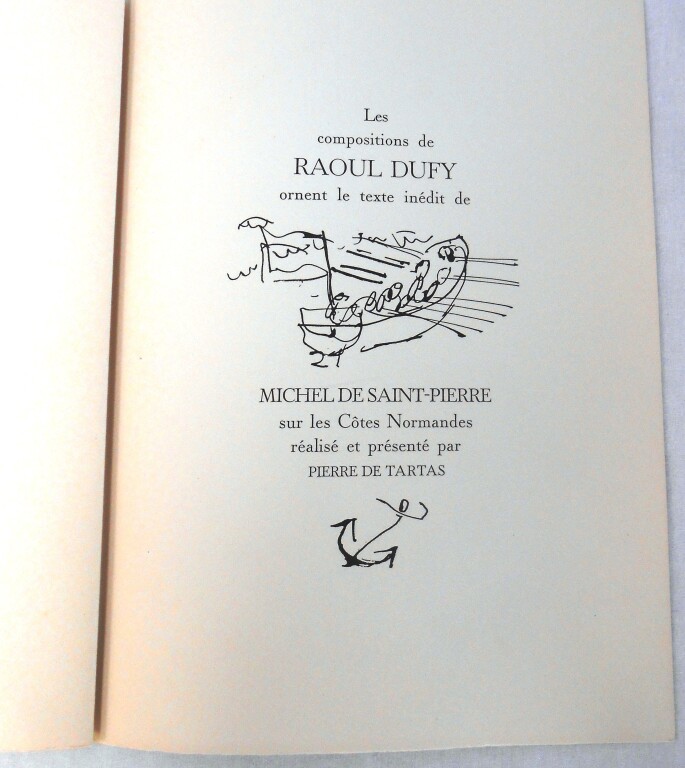 Les
compositions de
RAOUL DUFY
ornent le texte inédit de
MICHEL DE SAINT-PIERRE
sur les Côtes Normandes
réalisé et présenté par
PIERRE DE TARTAS